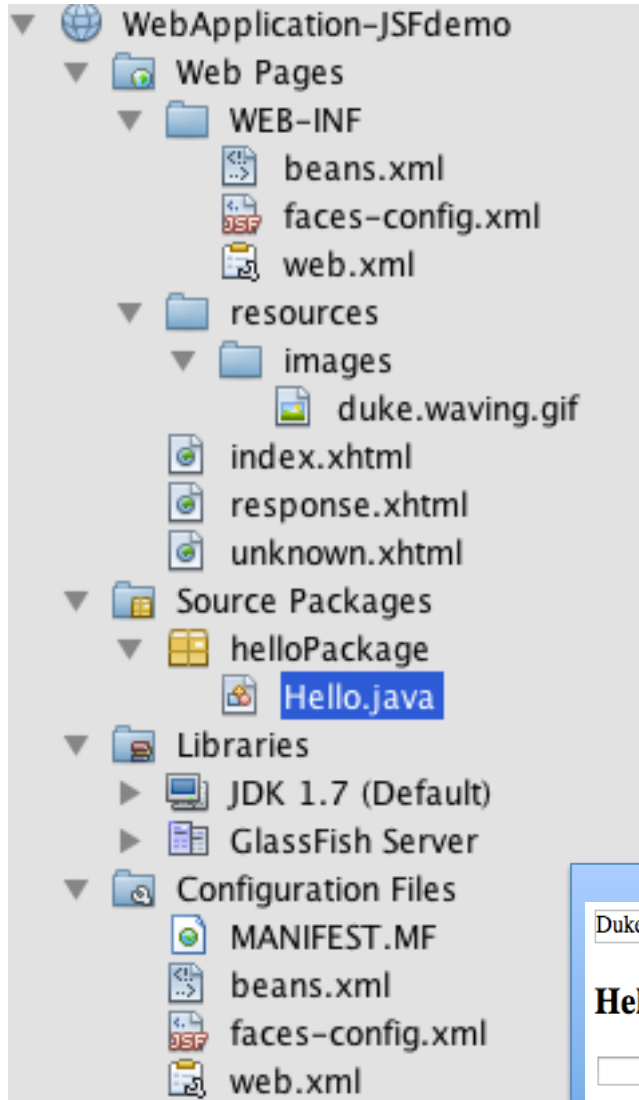 WebApplication-JSFdemo
Web Pages
WEB-INF
beans.xml
faces-config.xml
web.xml
resources
images
duke.waving.gif
index.xhtml
response.xhtml
unknown.xhtml
Source Packages
helloPackage
Hello.java
Libraries
JDK 1.7 (Default)
GlassFish Server
Configuration Files
MANIFEST.MF
beans.xml
faces-config.xml
web.xml